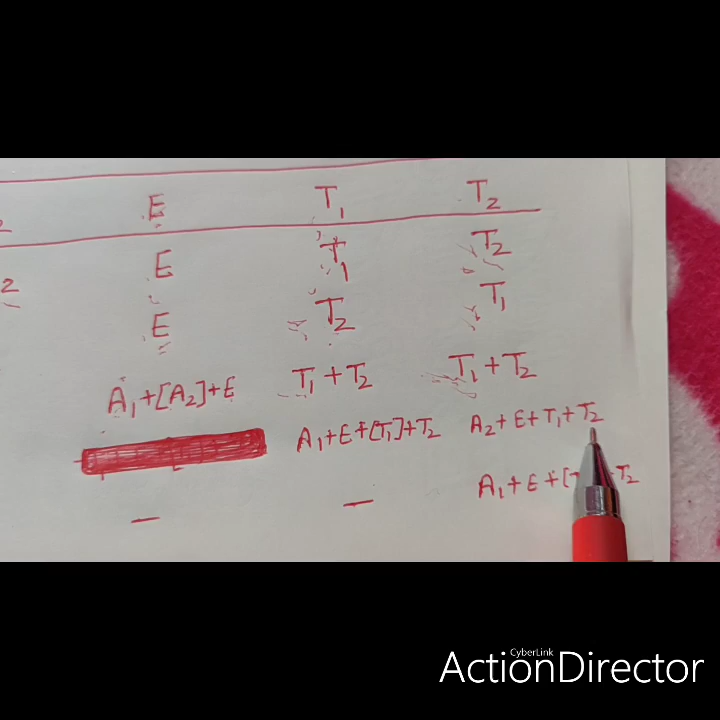 E T₁ T₂
2 E T₁ T₂
E T₂ T₁
A₁+[A₂]+E T₁+T₂ T₁+T₂
A₁+E+[T₁]+T₂ A₂+E+T₁+T₂
— — A₁+E+[T T₂
CyberLink
ActionDirector